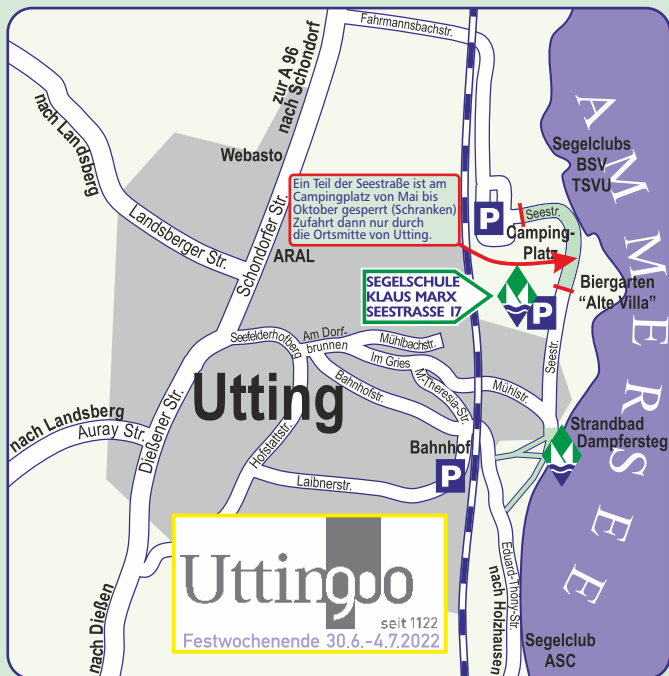 Fahrmannsbachstr.
zur A 96
nach Schondorf
nach Landsberg
Webasto
Segelclubs
BSV
TSVU
AMMERSEE
Ein Teil der Seestraße ist am
Campingplatz von Mai bis
Oktober gesperrt (Schranken)
Zufahrt dann nur durch
die Ortsmitte von Utting.
P
Seestr.
Camping-
Platz
Landsberger Str.
Schondorfer Str.
ARAL
SEGELSCHULE
KLAUS MARX
SEESTRASSE 17
P
Biergarten
“Alte Villa”
Seefelderhofberg
Am Dorf-
brunnen
Mühlbachstr.
Im Gries
Bahnhofstr.
M-Theresia-Str.
Mühlstr.
Seestr.
Utting
nach Landsberg
Auray Str.
Dießener Str.
Hofstattstr.
Bahnhof
P
Laibnerstr.
Strandbad
Dampfersteg
Uttin900
seit 1122
Festwochenende 30.6.-4.7.2022
Eduard-Thöny-Str.
nach Holzhausen
nach Dießen
Segelclub
ASC